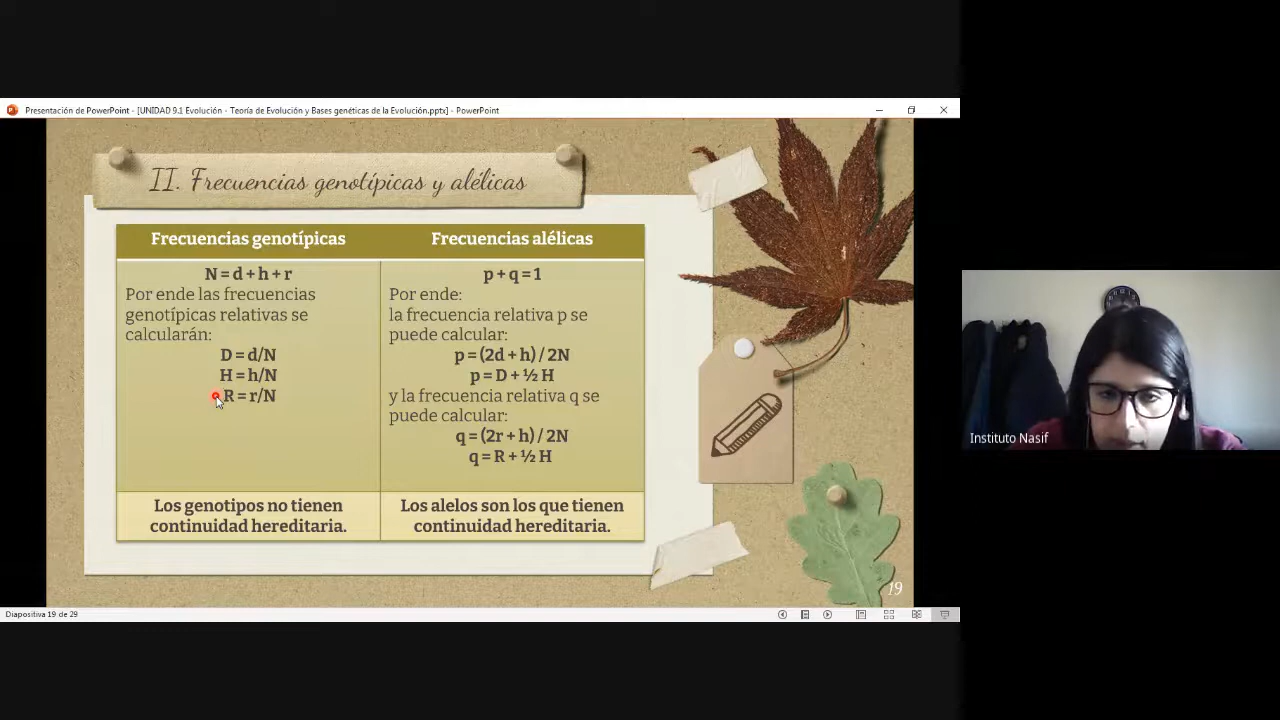 Presentación de PowerPoint - [UNIDAD 9.1 Evolución - Teoría de Evolución y Bases genéticas de la Evolución.pptx] - PowerPoint
II. Frecuencias genotípicas y alélicas
Frecuencias genotípicas
N = d + h + r
Por ende las frecuencias
genotípicas relativas se
calcularán:
D = d/N
H = h/N
R = r/N
Los genotipos no tienen
continuidad hereditaria.
Frecuencias alélicas
p + q = 1
Por ende:
la frecuencia relativa p se
puede calcular:
p = (2d + h) / 2N
p = D + ½ H
y la frecuencia relativa q se
puede calcular:
q = (2r + h) / 2N
q = R + ½ H
Los alelos son los que tienen
continuidad hereditaria.
19
Diapositiva 19 de 29
Instituto Nasif